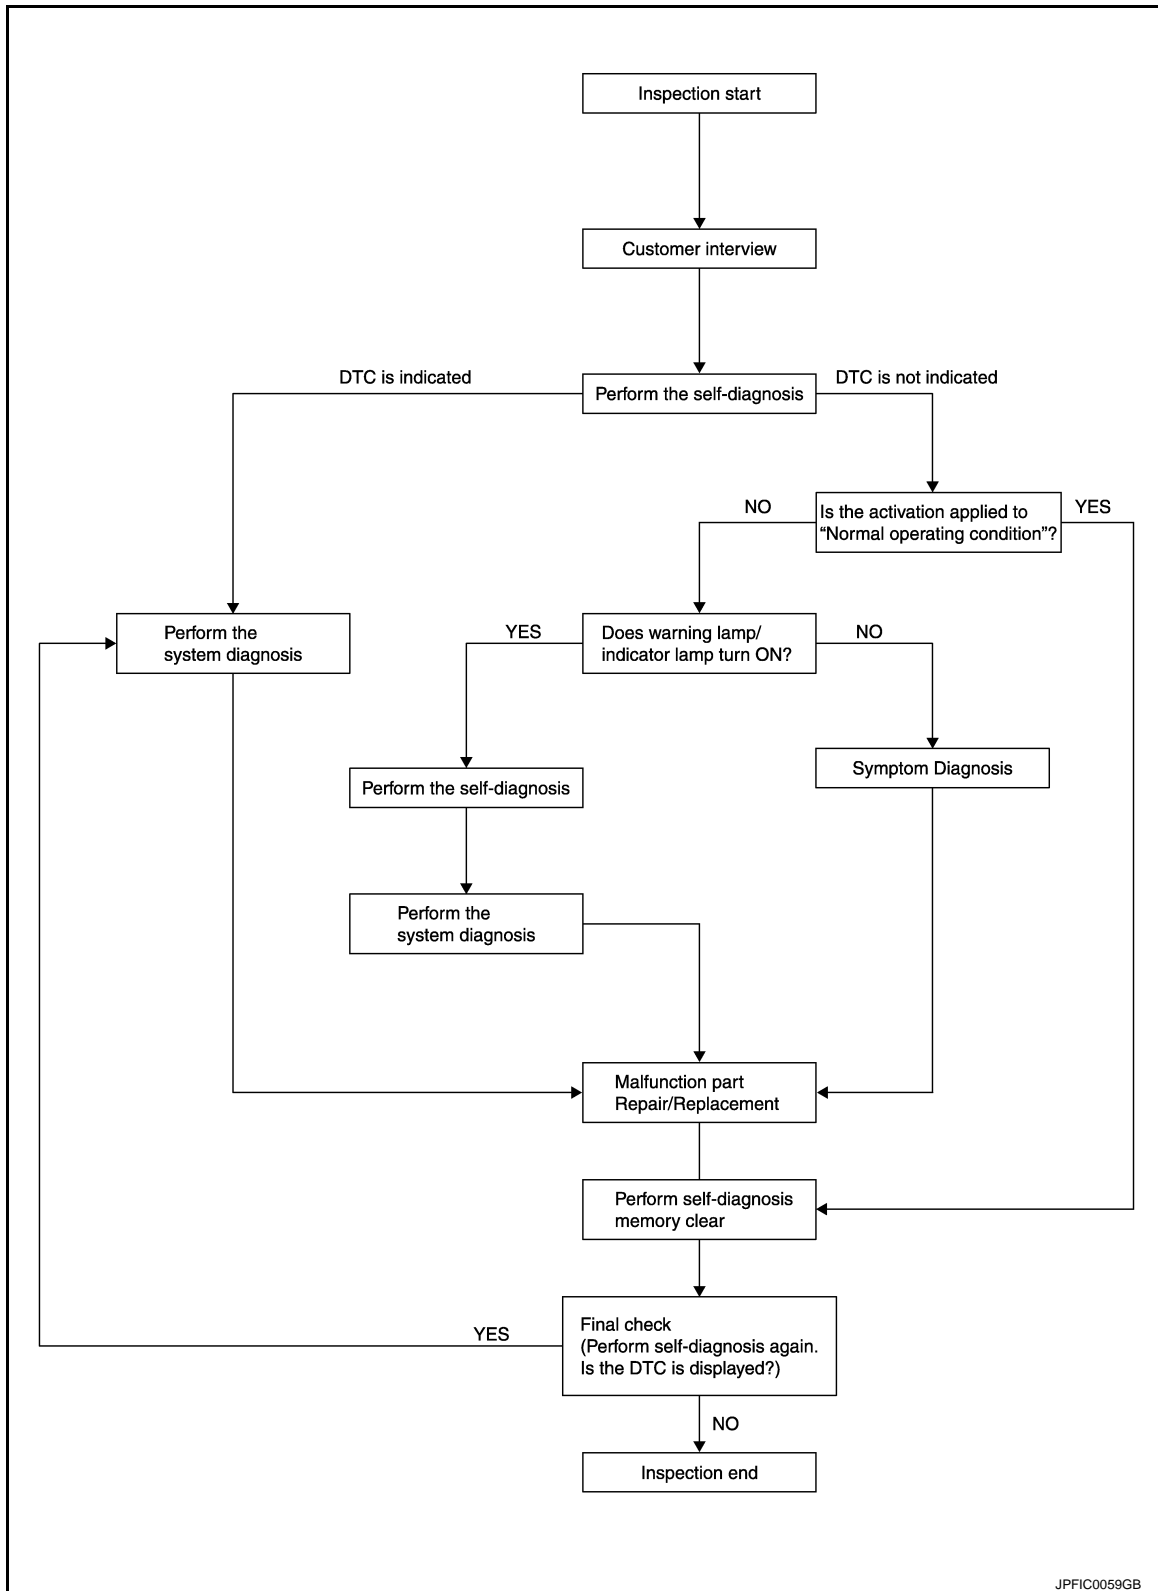 Inspection start
Customer interview
DTC is indicated
Perform the self-diagnosis
DTC is not indicated
NO
Is the activation applied to
“Normal operating condition”?
YES
Perform the
system diagnosis
YES
Does warning lamp/
indicator lamp turn ON?
NO
Perform the self-diagnosis
Symptom Diagnosis
Perform the
system diagnosis
Malfunction part
Repair/Replacement
Perform self-diagnosis
memory clear
YES
Final check
(Perform self-diagnosis again.
Is the DTC is displayed?)
NO
Inspection end
JPFIC0059GB